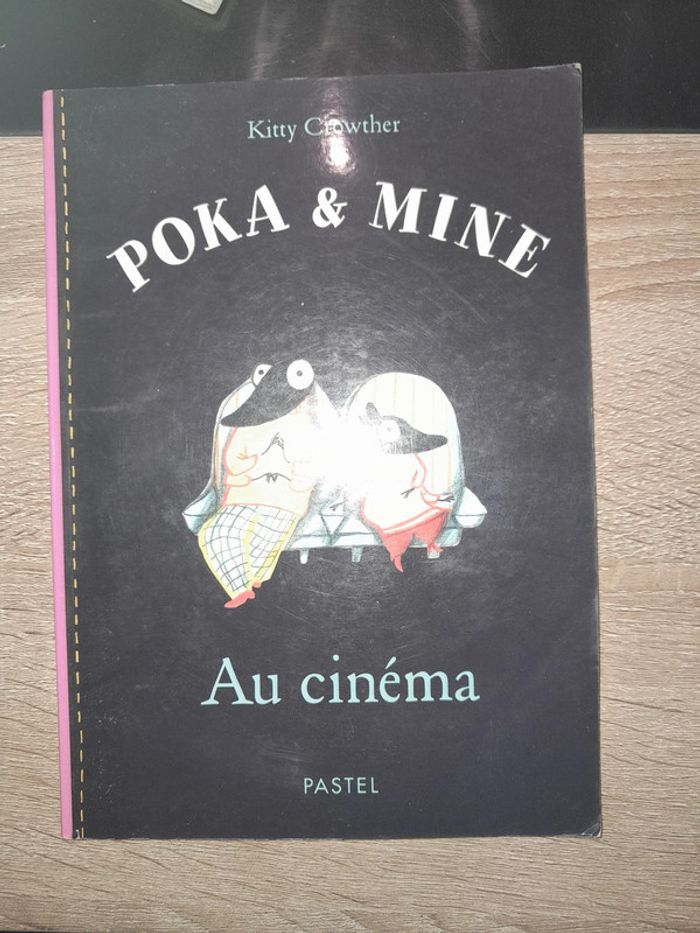 Kitty Crowther
POKA & MINE
Au cinéma
PASTEL